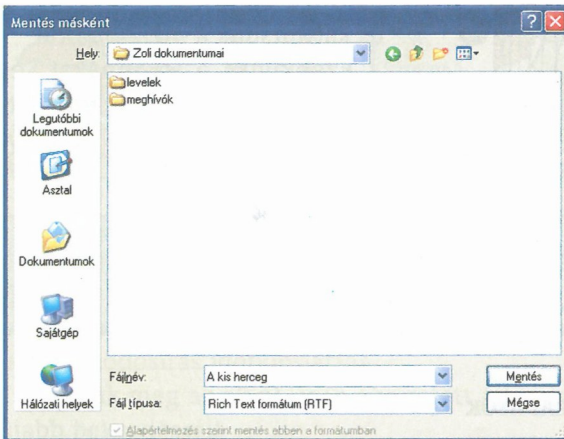 Mentés másként
Hely:
Zoli dokumentumai
levelek
meghívók
Legutóbbi
dokumentumok
Asztal
Dokumentumok
Sajátgép
Hálózati helyek
Fájlnév:
A kis herceg
Mentés
Fájl típusa:
Rich Text formátum (RTF)
Mégse
Alapértelmezés szerint mentés ebben a formátumban